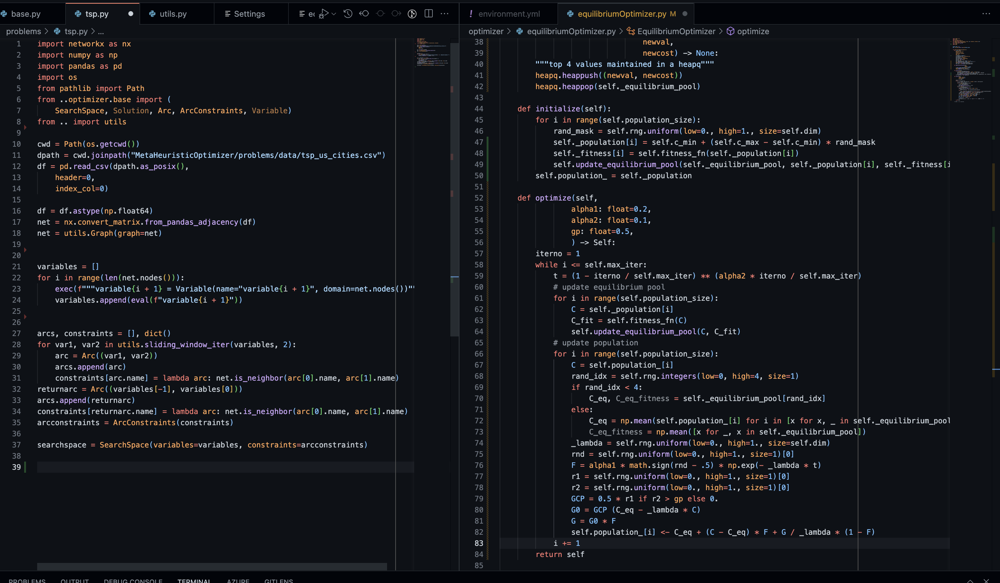 base.py tsp.py utils.py Settings
problems > tsp.py > ...
1 import networkx as nx
2 import numpy as np
3 import pandas as pd
4 import os
5 from pathlib import Path
6 from ..optimizer.base import (
7     SearchSpace, Solution, Arc, ArcConstraints, Variable)
8 from .. import utils
9
10 cwd = Path(os.getcwd())
11 dpath = cwd.joinpath("MetaHeuristicOptimizer/problems/data/tsp_us_cities.csv")
12 df = pd.read_csv(dpath.as_posix(),
13     header=0,
14     index_col=0)
15
16 df = df.astype(np.float64)
17 net = nx.convert_matrix.from_pandas_adjacency(df)
18 net = utils.Graph(graph=net)
19
20
21 variables = []
22 for i in range(len(net.nodes())):
23     exec(f"""variable{i + 1} = Variable(name="variable{i + 1}", domain=net.nodes())""
24     variables.append(eval(f"variable{i + 1}"))
25
26
27 arcs, constraints = [], dict()
28 for var1, var2 in utils.sliding_window_iter(variables, 2):
29     arc = Arc((var1, var2))
30     arcs.append(arc)
31     constraints[arc.name] = lambda arc: net.is_neighbor(arc[0].name, arc[1].name)
32 returnarc = Arc((variables[-1], variables[0]))
33 arcs.append(returnarc)
34 constraints[returnarc.name] = lambda arc: net.is_neighbor(arc[0].name, arc[1].name)
35 arcconstraints = ArcConstraints(constraints)
36
37 searchspace = SearchSpace(variables=variables, constraints=arcconstraints)
38
39
! environment.yml equilibriumOptimizer.py M
optimizer > equilibriumOptimizer.py > EquilibriumOptimizer > optimize
38                             newval,
39                             newcost) -> None:
40         """top 4 values maintained in a heapq"""
41         heapq.heappush((newval, newcost))
42         heapq.heappop(self._equilibrium_pool)
43
44     def initialize(self):
45         for i in range(self.population_size):
46             rand_mask = self.rng.uniform(low=0., high=1., size=self.dim)
47             self._population[i] = self.c_min + (self.c_max - self.c_min) * rand_mask
48             self._fitness[i] = self.fitness_fn(self._population[i])
49             self.update_equilibrium_pool(self._equilibrium_pool, self._population[i], self._fitness[i
50         self.population_ = self._population
51
52     def optimize(self,
53                 alpha1: float=0.2,
54                 alpha2: float=0.1,
55                 gp: float=0.5,
56                 ) -> Self:
57         iterno = 1
58         while i <= self.max_iter:
59             t = (1 - iterno / self.max_iter) ** (alpha2 * iterno / self.max_iter)
60             # update equilibrium pool
61             for i in range(self.population_size):
62                 C = self._population[i]
63                 C_fit = self.fitness_fn(C)
64                 self.update_equilibrium_pool(C, C_fit)
65             # update population
66             for i in range(self.population_size):
67                 C = self.population_[i]
68                 rand_idx = self.rng.integers(low=0, high=4, size=1)
69                 if rand_idx < 4:
70                     C_eq, C_eq_fitness = self._equilibrium_pool[rand_idx]
71                 else:
72                     C_eq = np.mean(self.population_[i] for i in [x for x, _ in self._equilibrium_pool
73                     C_eq_fitness = np.mean([x for _, x in self._equilibrium_pool])
74                 _lambda = self.rng.uniform(low=0., high=1., size=self.dim)
75                 rnd = self.rng.uniform(low=0., high=1., size=1)[0]
76                 F = alpha1 * math.sign(rnd - .5) * np.exp(- _lambda * t)
77                 r1 = self.rng.uniform(low=0., high=1., size=1)[0]
78                 r2 = self.rng.uniform(low=0., high=1., size=1)[0]
79                 GCP = 0.5 * r1 if r2 > gp else 0.
80                 G0 = GCP (C_eq - _lambda * C)
81                 G = G0 * F
82                 self.population_[i] <- C_eq + (C - C_eq) * F + G / _lambda * (1 - F)
83             i += 1
84         return self
85
PROBLEMS OUTPUT DEBUG CONSOLE TERMINAL AZURE GITLENS